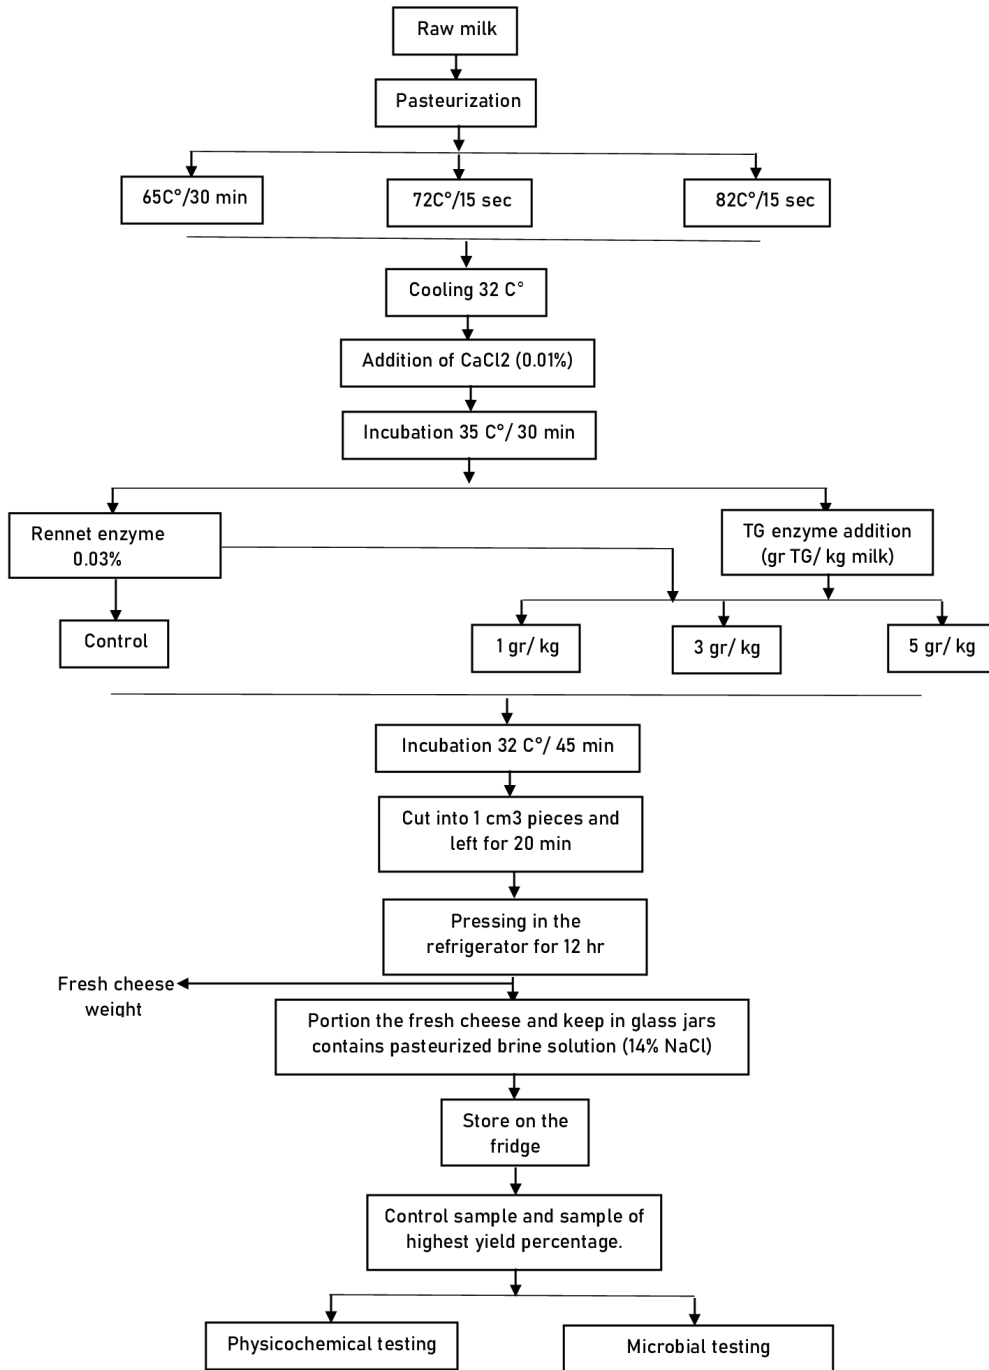 Raw milk
Pasteurization
65C°/30 min
72C°/15 sec
82C°/15 sec
Cooling 32 C°
Addition of CaCl2 (0.01%)
Incubation 35 C°/ 30 min
Rennet enzyme
0.03%
TG enzyme addition
(gr TG/ kg milk)
Control
1 gr/ kg
3 gr/ kg
5 gr/ kg
Incubation 32 C°/ 45 min
Cut into 1 cm3 pieces and
left for 20 min
Pressing in the
refrigerator for 12 hr
Fresh cheese
weight
Portion the fresh cheese and keep in glass jars
contains pasteurized brine solution (14% NaCl)
Store on the
fridge
Control sample and sample of
highest yield percentage.
Physicochemical testing
Microbial testing